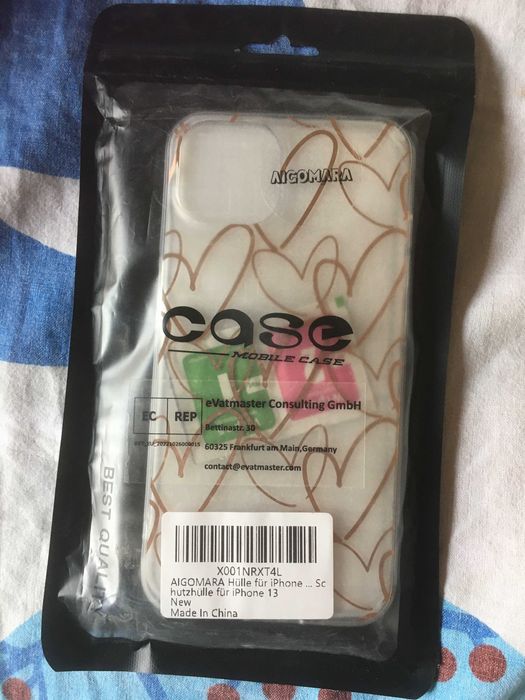 AIGOMARA
case
MOBILE CASE
EC REP
eVatmaster Consulting GmbH
Bettinastr. 30
60325 Frankfurt am Main,Germany
contact@evatmaster.com
BEST QUALITY
X001NRXT4L
AIGOMARA Hülle für iPhone ... Sc
hutzhülle für iPhone 13
New
Made In China